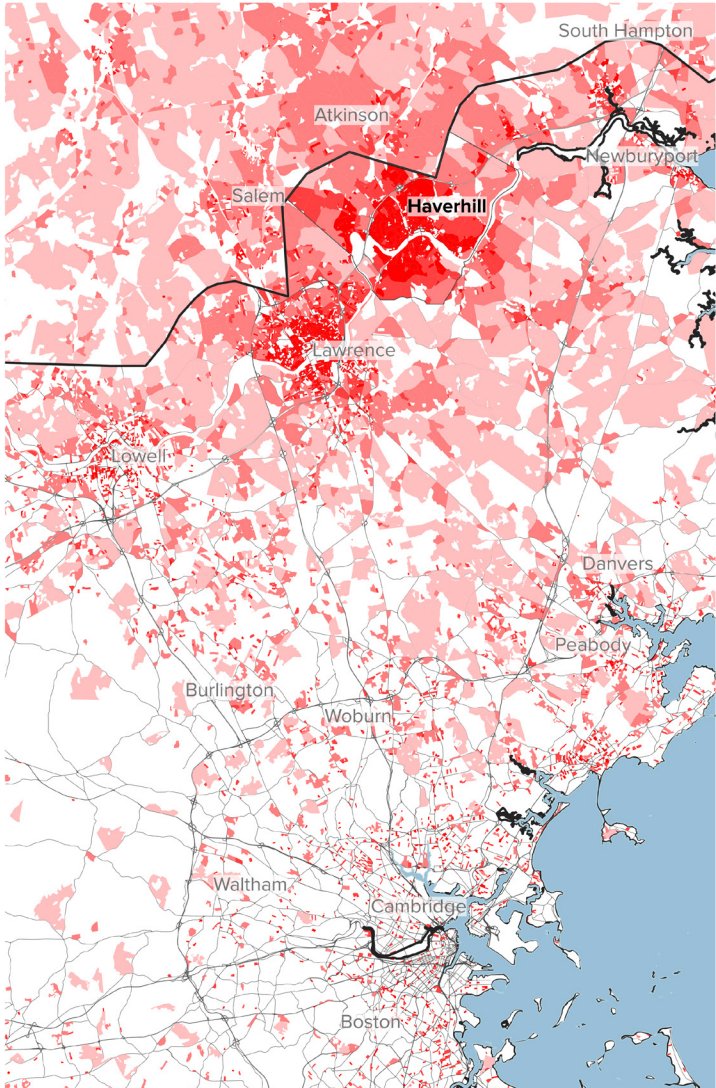 South Hampton
Atkinson
Newburyport
Salem
Haverhill
Lawrence
Lowell
Danvers
Peabody
Burlington
Woburn
Waltham
Cambridge
Boston